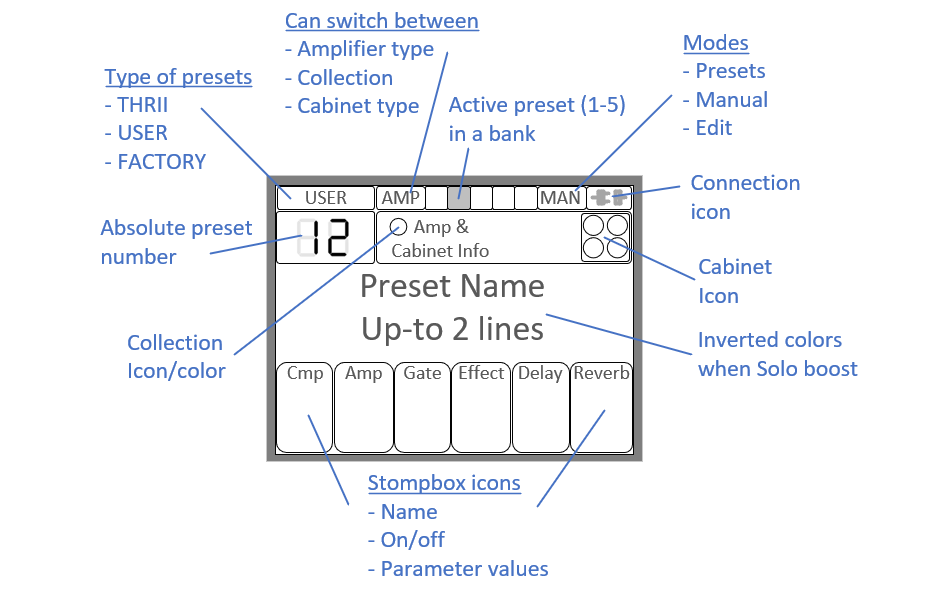 Can switch between
- Amplifier type
- Collection
- Cabinet type
Modes
- Presets
- Manual
- Edit
Type of presets
- THRII
- USER
- FACTORY
Active preset (1-5)
in a bank
Connection
icon
USER
AMP
MAN
Absolute preset
number
12
Amp &
Cabinet Info
Cabinet
Icon
Preset Name
Up-to 2 lines
Collection
Icon/color
Inverted colors
when Solo boost
Cmp
Amp
Gate
Effect
Delay
Reverb
Stompbox icons
- Name
- On/off
- Parameter values